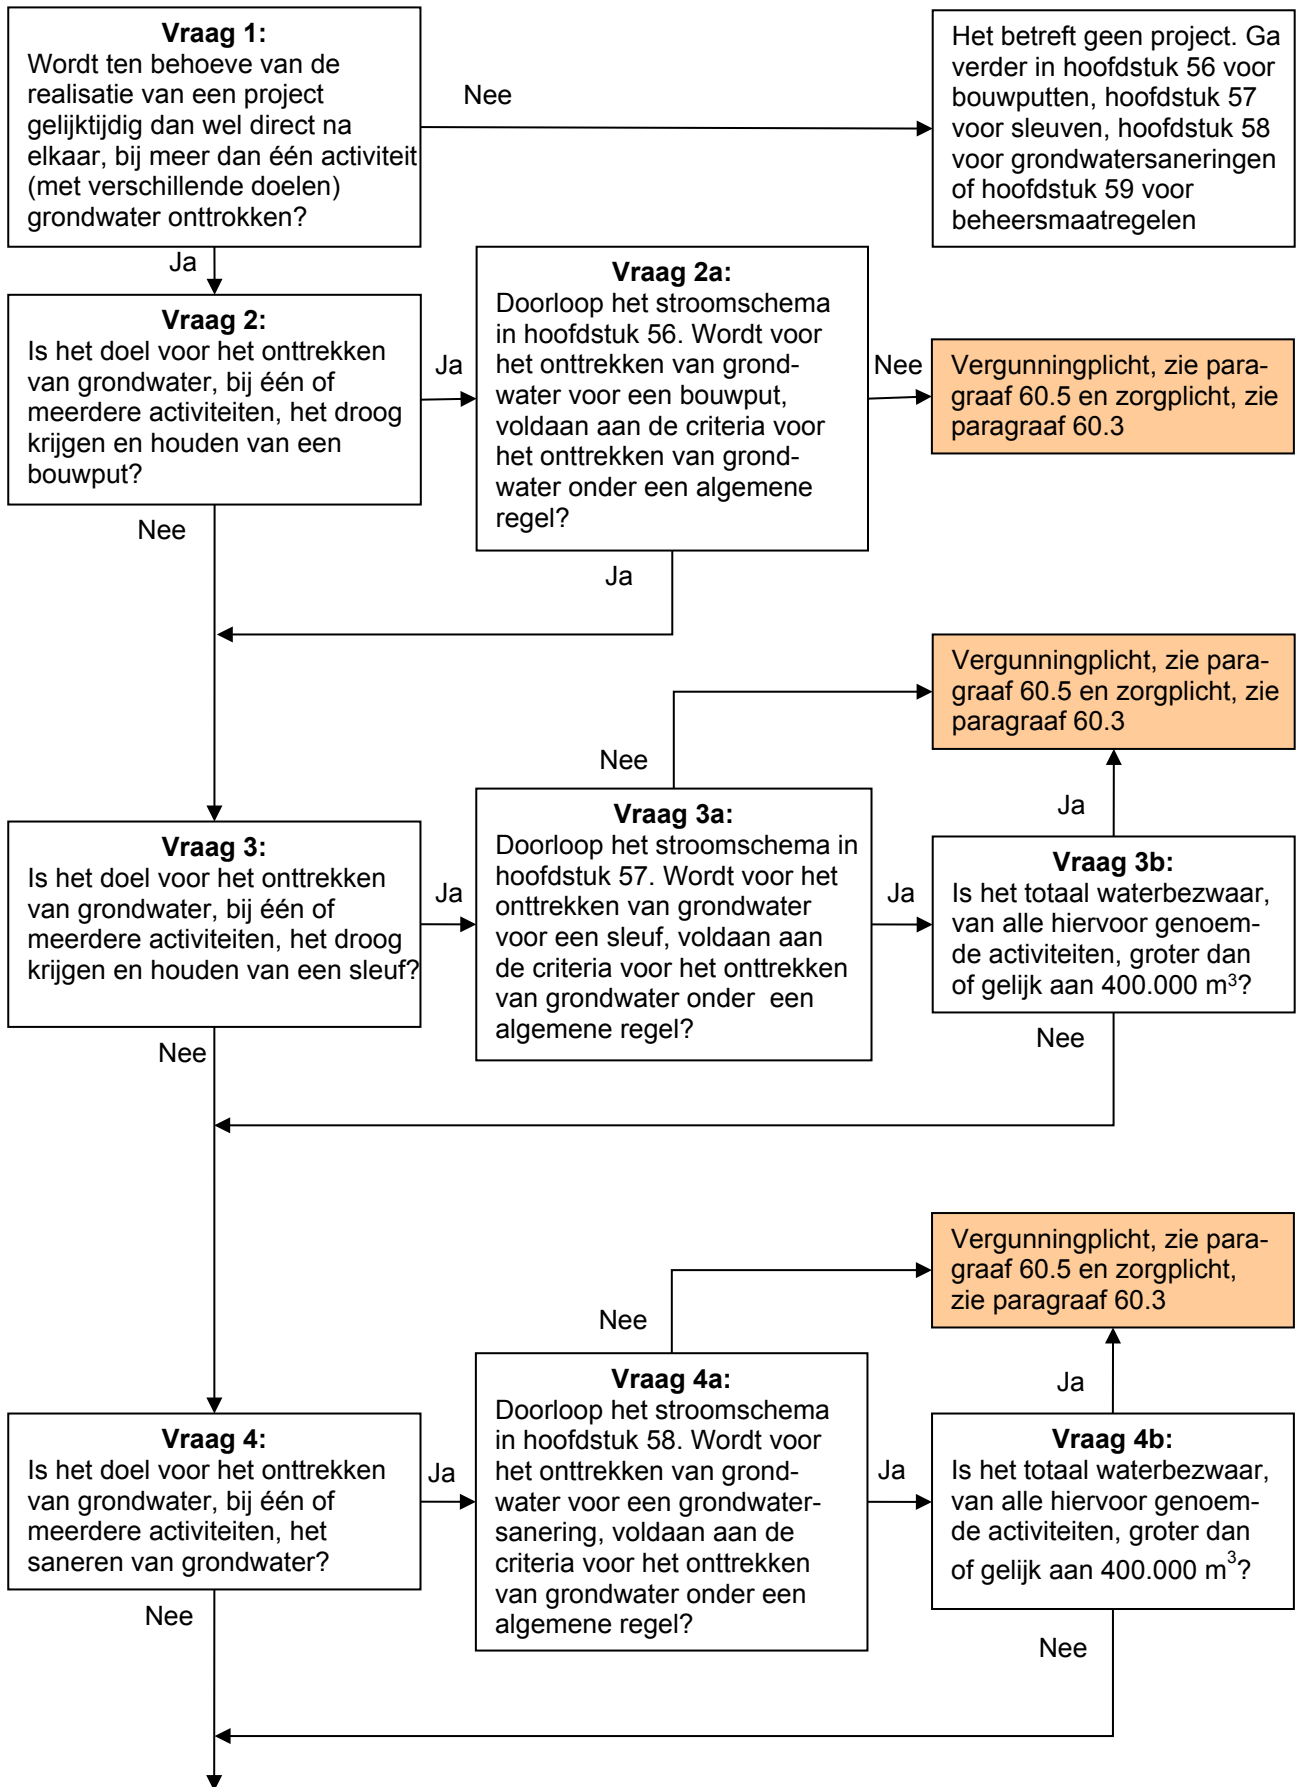 Vraag 1:
Wordt ten behoeve van de
realisatie van een project
gelijktijdig dan wel direct na
elkaar, bij meer dan één activiteit
(met verschillende doelen)
grondwater onttrokken?
Nee
Het betreft geen project. Ga
verder in hoofdstuk 56 voor
bouwputten, hoofdstuk 57
voor sleuven, hoofdstuk 58
voor grondwatersaneringen
of hoofdstuk 59 voor
beheersmaatregelen
Ja
Vraag 2:
Is het doel voor het onttrekken
van grondwater, bij één of
meerdere activiteiten, het droog
krijgen en houden van een
bouwput?
Ja
Vraag 2a:
Doorloop het stroomschema
in hoofdstuk 56. Wordt voor
het onttrekken van grond-
water voor een bouwput,
voldaan aan de criteria voor
het onttrekken van grond-
water onder een algemene
regel?
Nee
Vergunningplicht, zie para-
graaf 60.5 en zorgplicht, zie
paragraaf 60.3
Nee
Ja
Vraag 3:
Is het doel voor het onttrekken
van grondwater, bij één of
meerdere activiteiten, het droog
krijgen en houden van een sleuf?
Ja
Vraag 3a:
Doorloop het stroomschema in
hoofdstuk 57. Wordt voor het
onttrekken van grondwater
voor een sleuf, voldaan aan
de criteria voor het onttrekken
van grondwater onder een
algemene regel?
Nee
Vergunningplicht, zie para-
graaf 60.5 en zorgplicht, zie
paragraaf 60.3
Ja
Ja
Vraag 3b:
Is het totaal waterbezwaar,
van alle hiervoor genoem-
de activiteiten, groter dan
of gelijk aan 400.000 m³?
Nee
Nee
Vraag 4:
Is het doel voor het onttrekken
van grondwater, bij één of
meerdere activiteiten, het
saneren van grondwater?
Ja
Vraag 4a:
Doorloop het stroomschema
in hoofdstuk 58. Wordt voor
het onttrekken van grond-
water voor een grondwater-
sanering, voldaan aan de
criteria voor het onttrekken
van grondwater onder een
algemene regel?
Nee
Vergunningplicht, zie para-
graaf 60.5 en zorgplicht,
zie paragraaf 60.3
Ja
Ja
Vraag 4b:
Is het totaal waterbezwaar,
van alle hiervoor genoem-
de activiteiten, groter dan
of gelijk aan 400.000 m³?
Nee
Nee